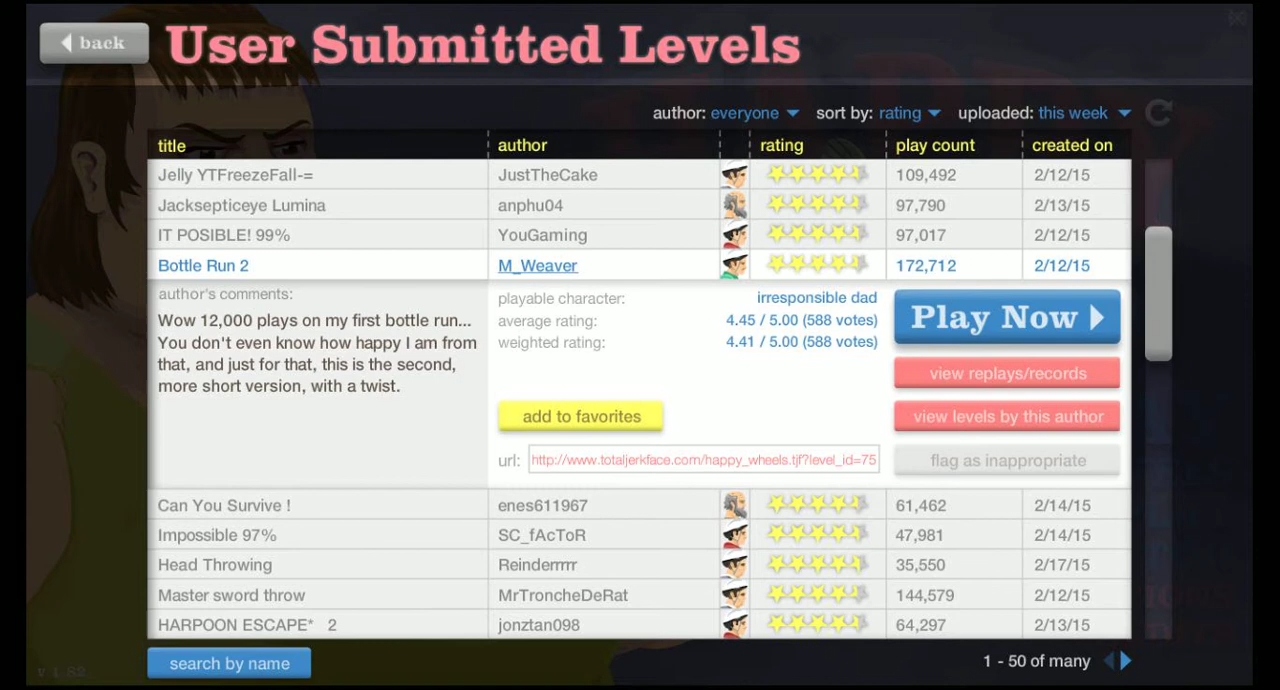 back
User Submitted Levels
author: everyone sort by: rating uploaded: this week
title author rating play count created on
Jelly YTFreezeFall-= JustTheCake 109,492 2/12/15
Jacksepticeye Lumina anphu04 97,790 2/13/15
IT POSIBLE! 99% YouGaming 97,017 2/12/15
Bottle Run 2 M_Weaver 172,712 2/12/15
author's comments:
Wow 12,000 plays on my first bottle run...
You don't even know how happy I am from
that, and just for that, this is the second,
more short version, with a twist.
playable character: irresponsible dad
average rating: 4.45 / 5.00 (588 votes)
weighted rating: 4.41 / 5.00 (588 votes)
add to favorites
url: http://www.totaljerkface.com/happy_wheels.tjf?level_id=75
Play Now
view replays/records
view levels by this author
flag as inappropriate
Can You Survive ! enes611967 61,462 2/14/15
Impossible 97% SC_fAcToR 47,981 2/14/15
Head Throwing Reinderrrrr 35,550 2/17/15
Master sword throw MrTroncheDeRat 144,579 2/12/15
HARPOON ESCAPE* 2 jonztan098 64,297 2/13/15
search by name
1 - 50 of many
v 1.82